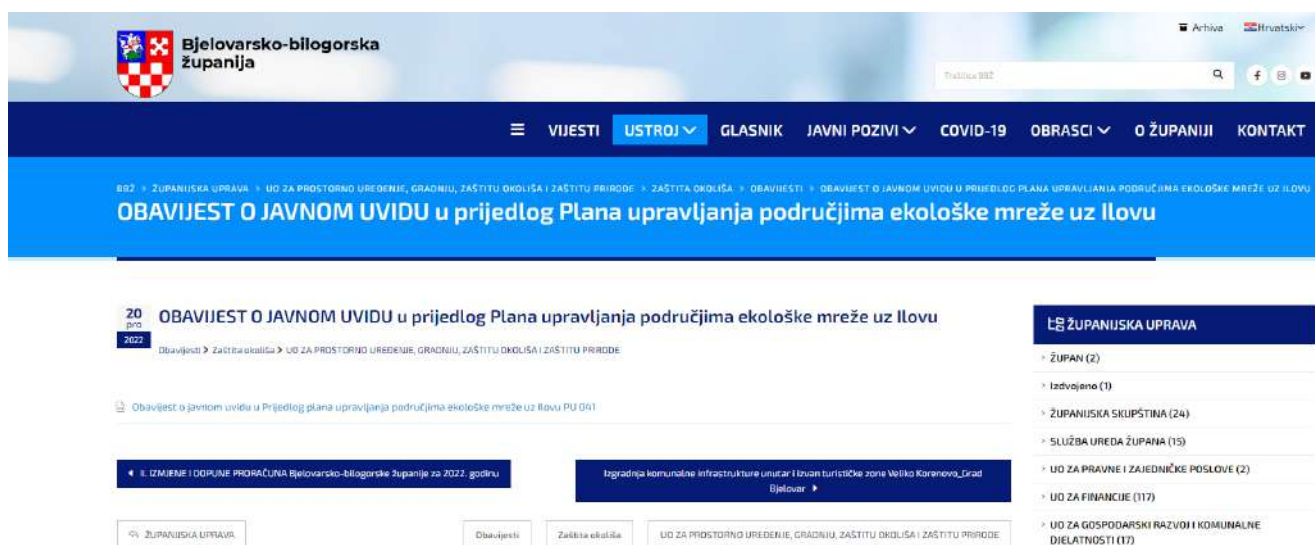 Bjelovarsko-bilogorska
županija
Arhiva Hrvatski
Tražilica BBŽ
VIJESTI USTROJ GLASNIK JAVNI POZIVI COVID-19 OBRASCI O ŽUPANIJI KONTAKT
BBŽ > ŽUPANIJSKA UPRAVA > UO ZA PROSTORNO UREĐENJE, GRADNJU, ZAŠTITU OKOLIŠA I ZAŠTITU PRIRODE > ZAŠTITA OKOLIŠA > OBAVIJESTI > OBAVIJEST O JAVNOM UVIDU U PRIJEDLOG PLANA UPRAVLJANJA PODRUČJIMA EKOLOŠKE MREŽE UZ ILOVU
OBAVIJEST O JAVNOM UVIDU u prijedlog Plana upravljanja područjima ekološke mreže uz Ilovu
20
pro
2022
OBAVIJEST O JAVNOM UVIDU u prijedlog Plana upravljanja područjima ekološke mreže uz Ilovu
Obavijesti > Zaštita okoliša > UO ZA PROSTORNO UREĐENJE, GRADNJU, ZAŠTITU OKOLIŠA I ZAŠTITU PRIRODE
Obavijest o javnom uvidu u Prijedlog plana upravljanja područjima ekološke mreže uz Ilovu PU 041
II. IZMJENE I DOPUNE PRORAČUNA Bjelovarsko-bilogorske županije za 2022. godinu
Izgradnja komunalne infrastrukture unutar i izvan turističke zone Veliko Korenovo_Grad
Bjelovar
ŽUPANIJSKA UPRAVA
Obavijesti
Zaštita okoliša
UO ZA PROSTORNO UREĐENJE, GRADNJU, ZAŠTITU OKOLIŠA I ZAŠTITU PRIRODE
ŽUPANIJSKA UPRAVA
ŽUPAN (2)
Izdvojeno (1)
ŽUPANIJSKA SKUPŠTINA (24)
SLUŽBA UREDA ŽUPANA (15)
UO ZA PRAVNE I ZAJEDNIČKE POSLOVE (2)
UO ZA FINANCIJE (117)
UO ZA GOSPODARSKI RAZVOJ I KOMUNALNE
DJELATNOSTI (17)